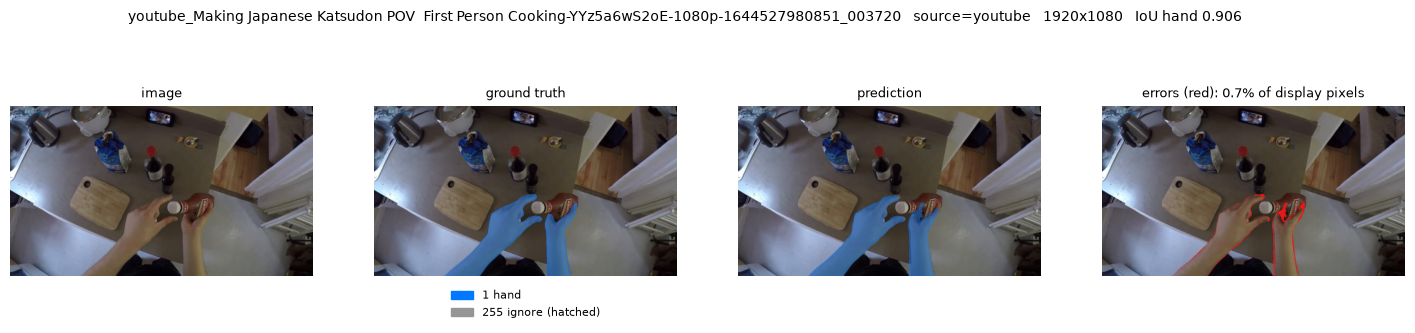 youtube_Making Japanese Katsudon POV  First Person Cooking-YYz5a6wS2oE-1080p-1644527980851_003720   source=youtube   1920x1080   IoU hand 0.906
image
ground truth
prediction
errors (red): 0.7% of display pixels
1 hand
255 ignore (hatched)